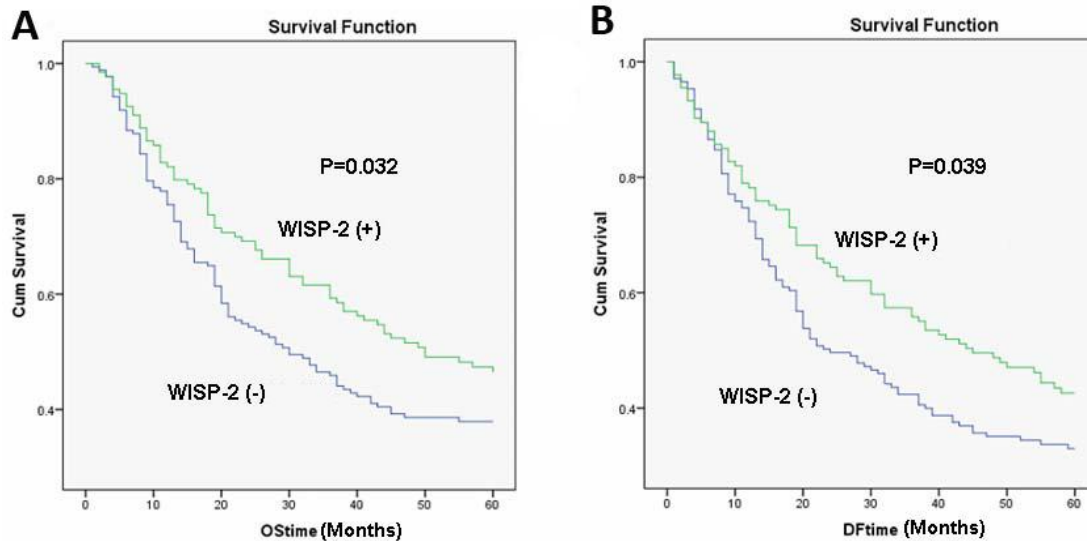 A
Survival Function
1.0
0.8
0.6
0.4
Cum Survival
P=0.032
WISP-2 (+)
WISP-2 (-)
0 10 20 30 40 50 60
OStime (Months)
B
Survival Function
1.0
0.8
0.6
0.4
Cum Survival
P=0.039
WISP-2 (+)
WISP-2 (-)
0 10 20 30 40 50 60
DFtime (Months)